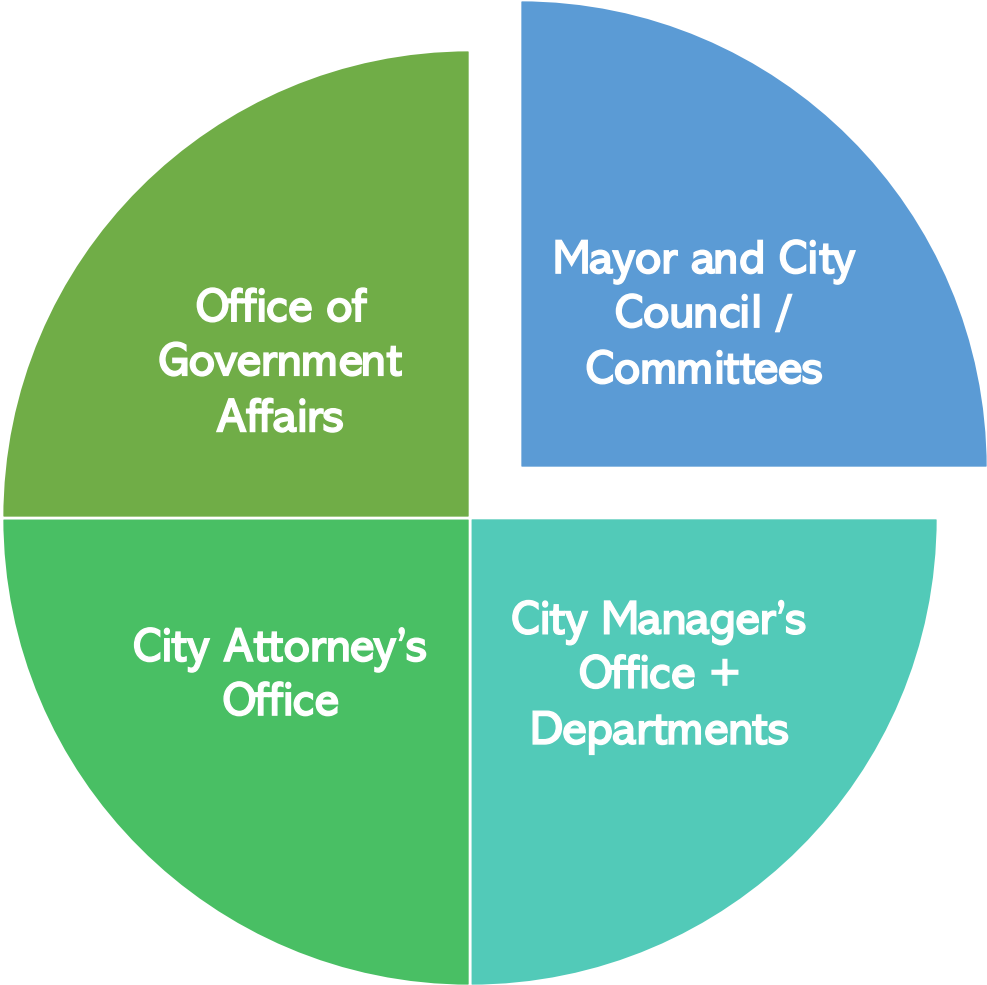 Mayor and City
Council /
Committees
Office of
Government
Affairs
City Attorney’s
Office
City Manager’s
Office +
Departments